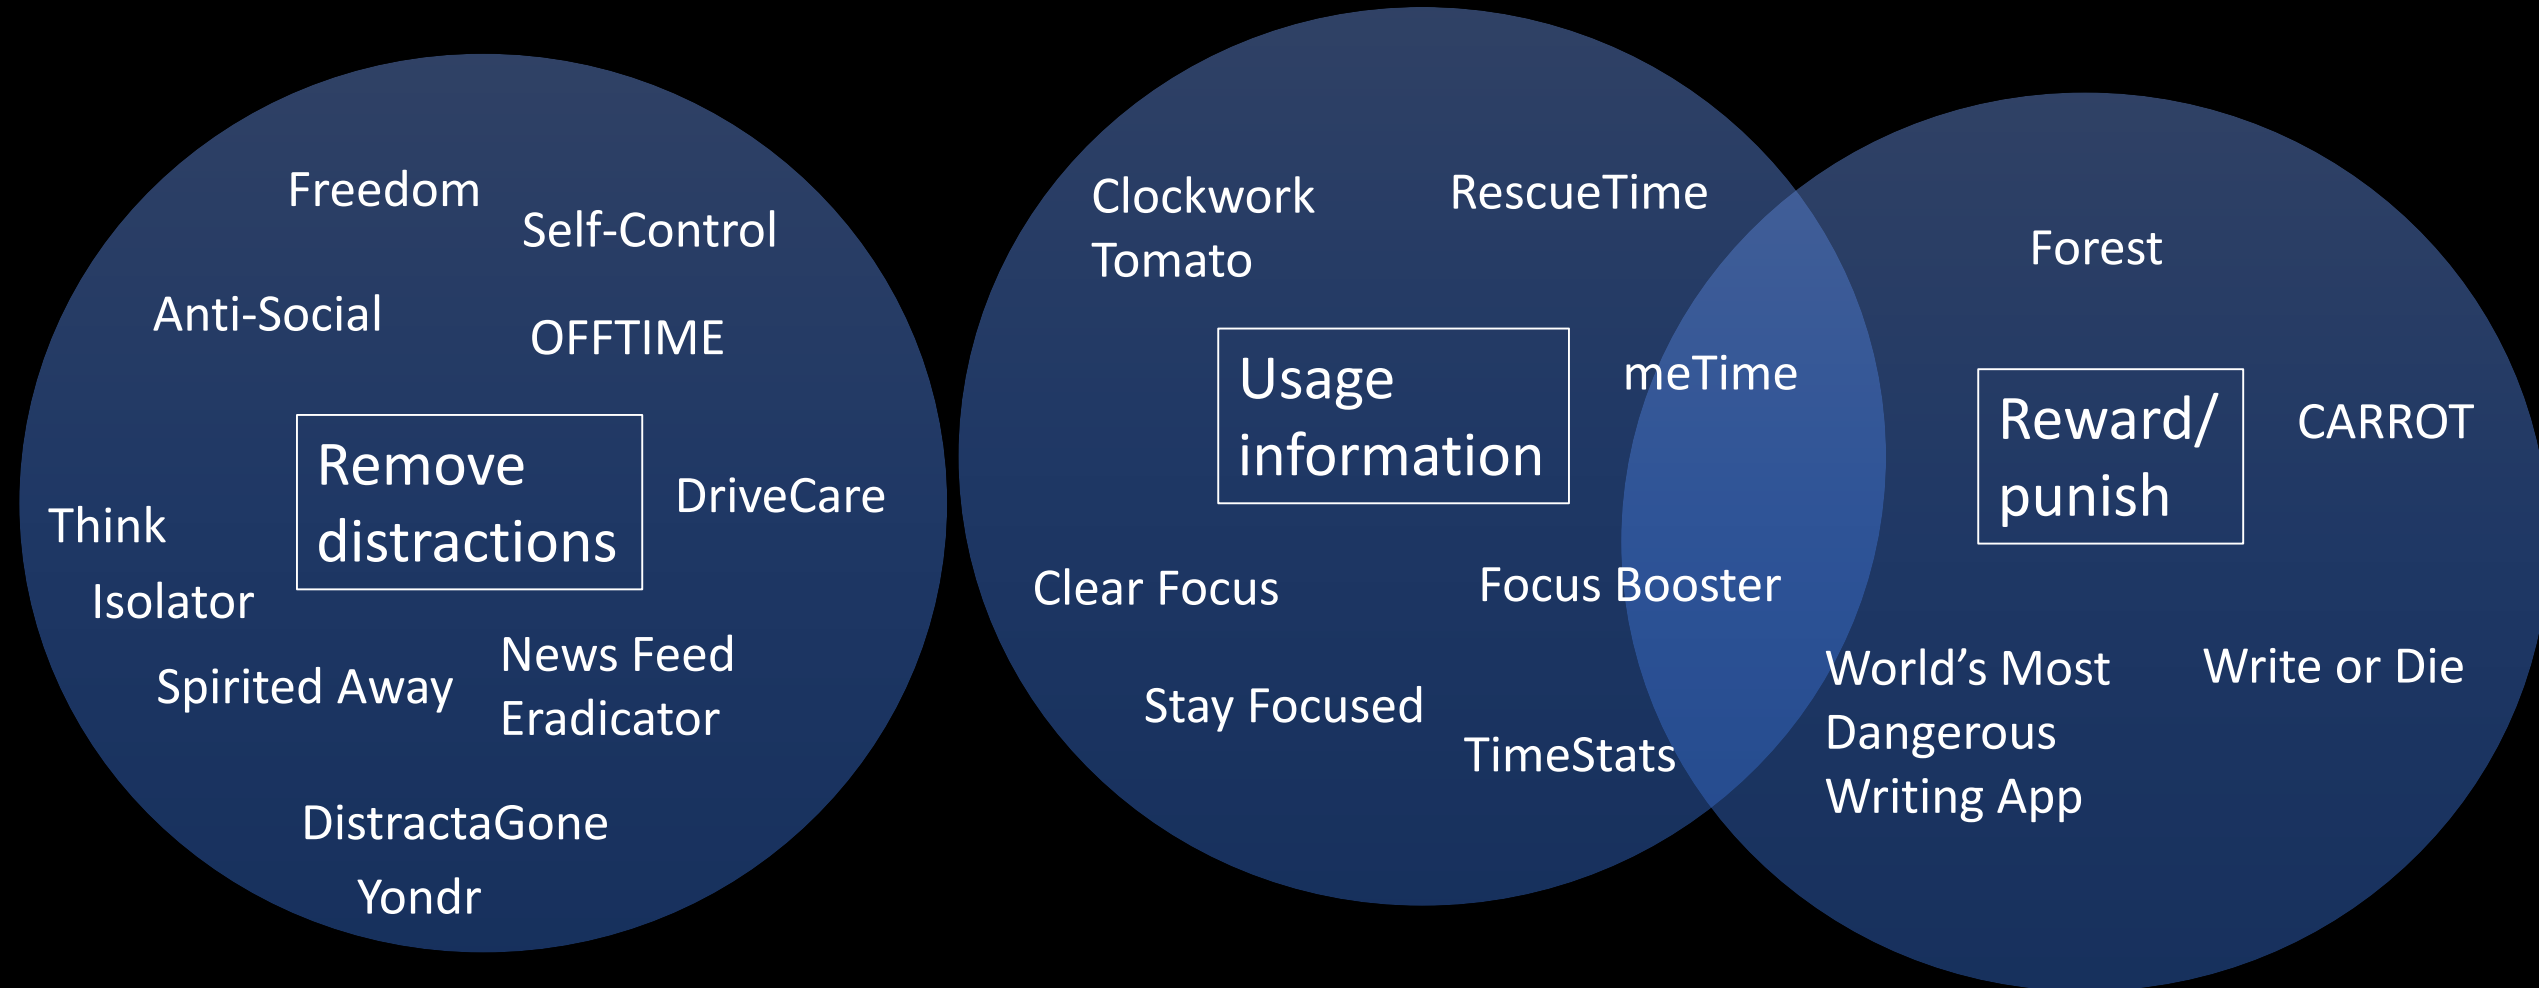 Freedom
Self-Control
Anti-Social
OFFTIME
Remove
distractions
DriveCare
Think
Isolator
Spirited Away
News Feed
Eradicator
DistractaGone
Yondr
Clockwork
Tomato
RescueTime
Usage
information
meTime
Clear Focus
Focus Booster
Stay Focused
TimeStats
Forest
Reward/
punish
CARROT
World’s Most
Dangerous
Writing App
Write or Die